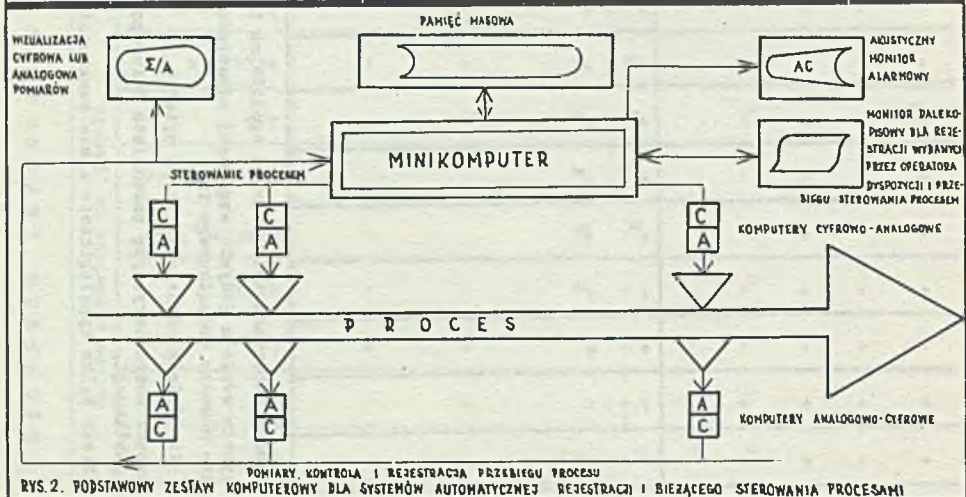 PAMIĘĆ MASOWA
WIZUALIZACJA
CYFROWA LUB
ANALOGOWA
POMIARÓW
Σ/A
AC
AKUSTYCZNY
MONITOR
ALARMOWY
MINIKOMPUTER
MONITOR DALEKO-
PISOWY DLA REJE-
STRACJI WYDANYCH
PRZEZ OPERATORA
DYSPOZYCJI I PRZE-
BIEGU STEROWANIA PROCESEM
STEROWANIE PROCESEM
C
A
C
A
C
A
KOMPUTERY CYFROWO-ANALOGOWE
PROCES
A
C
A
C
A
C
KOMPUTERY ANALOGOWO-CYFROWE
POMIARY, KONTROLA I REJESTRACJA PRZEBIEGU PROCESU
RYS.2. PODSTAWOWY ZESTAW KOMPUTEROWY DLA SYSTEMÓW AUTOMATYCZNEJ REJESTRACJI I BIEŻĄCEGO STEROWANIA PROCESAMI